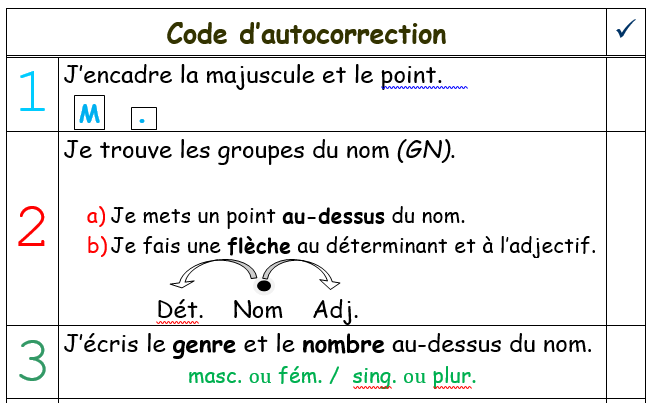 Code d’autocorrection ✓
1 J’encadre la majuscule et le point.
M .
Je trouve les groupes du nom (GN).
2 a) Je mets un point au-dessus du nom.
b) Je fais une flèche au déterminant et à l’adjectif.
Dét. Nom Adj.
3 J’écris le genre et le nombre au-dessus du nom.
masc. ou fém. / sing. ou plur.